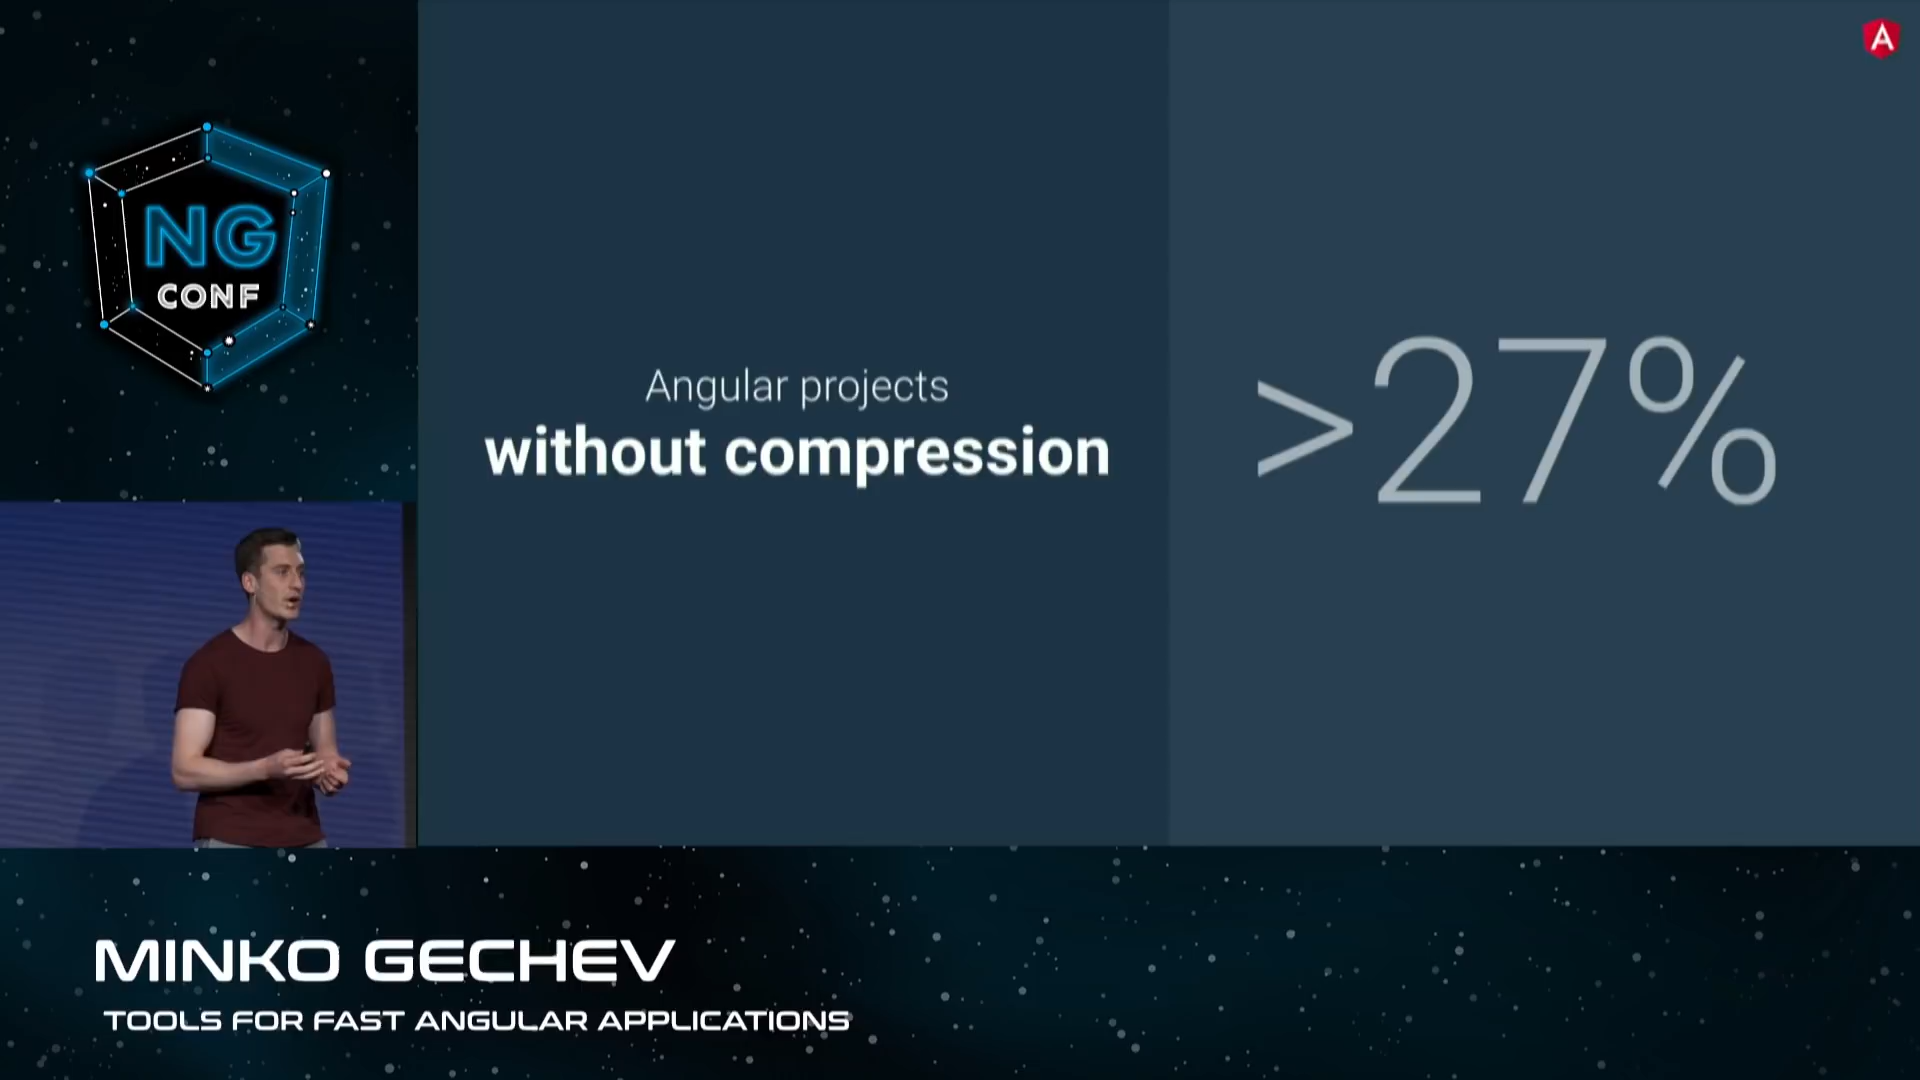 NG
CONF
A
Angular projects
without compression
>27%
MINKO GECHEV
TOOLS FOR FAST ANGULAR APPLICATIONS